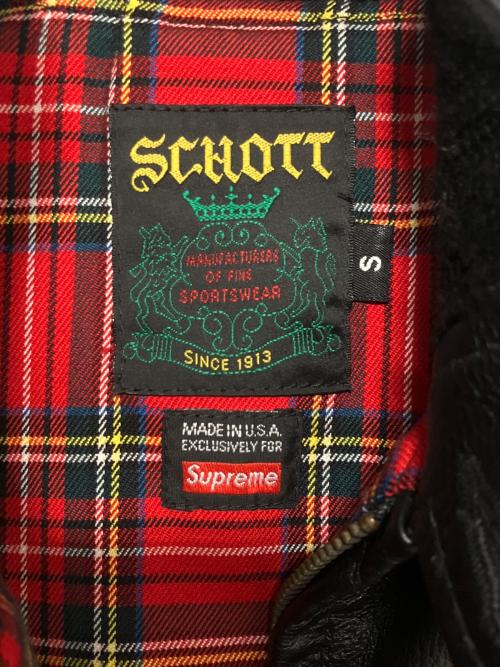 SCHOTT
MANUFACTURERS
OF FINE
SPORTSWEAR
SINCE 1913
S
MADE IN U.S.A.
EXCLUSIVELY FOR
Supreme